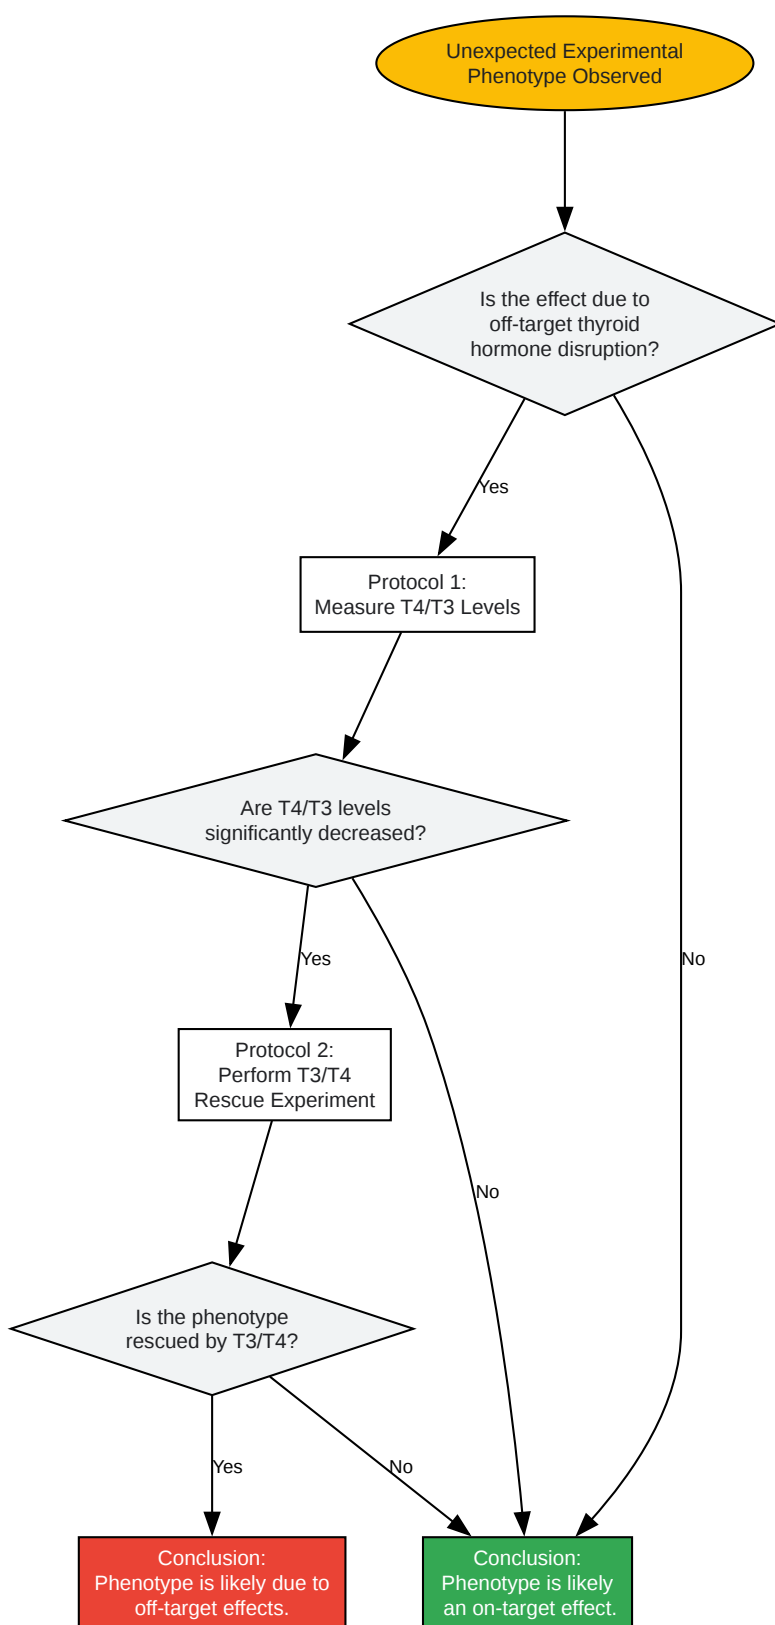 Unexpected Experimental
Phenotype Observed
Is the effect due to
off-target thyroid
hormone disruption?
Yes
Protocol 1:
Measure T4/T3 Levels
Are T4/T3 levels
significantly decreased?
Yes
No
Protocol 2:
Perform T3/T4
Rescue Experiment
No
Is the phenotype
rescued by T3/T4?
Yes
No
Conclusion:
Phenotype is likely due to
off-target effects.
Conclusion:
Phenotype is likely
an on-target effect.